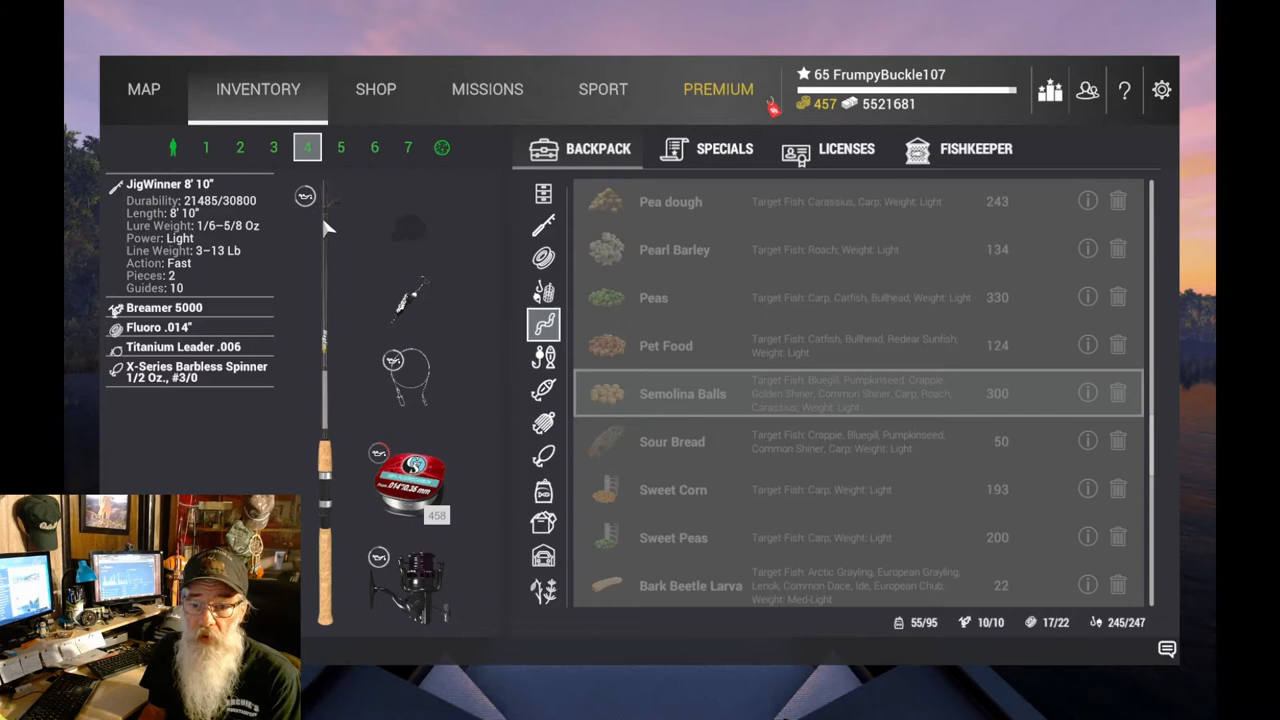 MAP
INVENTORY
SHOP
MISSIONS
SPORT
PREMIUM
65 FrumpyBuckle107
457 5521681
?
1 2 3 4 5 6 7
BACKPACK
SPECIALS
LICENSES
FISHKEEPER
JigWinner 8' 10"
Durability: 21485/30800
Length: 8' 10"
Lure Weight: 1/6–5/8 Oz
Power: Light
Line Weight: 3–13 Lb
Action: Fast
Pieces: 2
Guides: 10
Breamer 5000
Fluoro .014"
Titanium Leader .006
X-Series Barbless Spinner
1/2 Oz., #3/0
.014"/0.35 mm
458
Pea dough
Target Fish: Carassius, Carp; Weight: Light
243
Pearl Barley
Target Fish: Roach; Weight: Light
134
Peas
Target Fish: Carp, Catfish, Bullhead; Weight: Light
330
Pet Food
Target Fish: Catfish, Bullhead, Redear Sunfish;
Weight: Light
124
Semolina Balls
Target Fish: Bluegill, Pumpkinseed, Crappie,
Golden Shiner, Common Shiner, Carp, Roach,
Carassius; Weight: Light
300
Sour Bread
Target Fish: Crappie, Bluegill, Pumpkinseed,
Common Shiner, Carp; Weight: Light
50
Sweet Corn
Target Fish: Carp; Weight: Light
193
Sweet Peas
Target Fish: Carp; Weight: Light
200
Bark Beetle Larva
Target Fish: Arctic Grayling, European Grayling,
Lenok, Common Dace, Ide, European Chub,
Weight: Med-Light
22
55/95
10/10
17/22
245/247